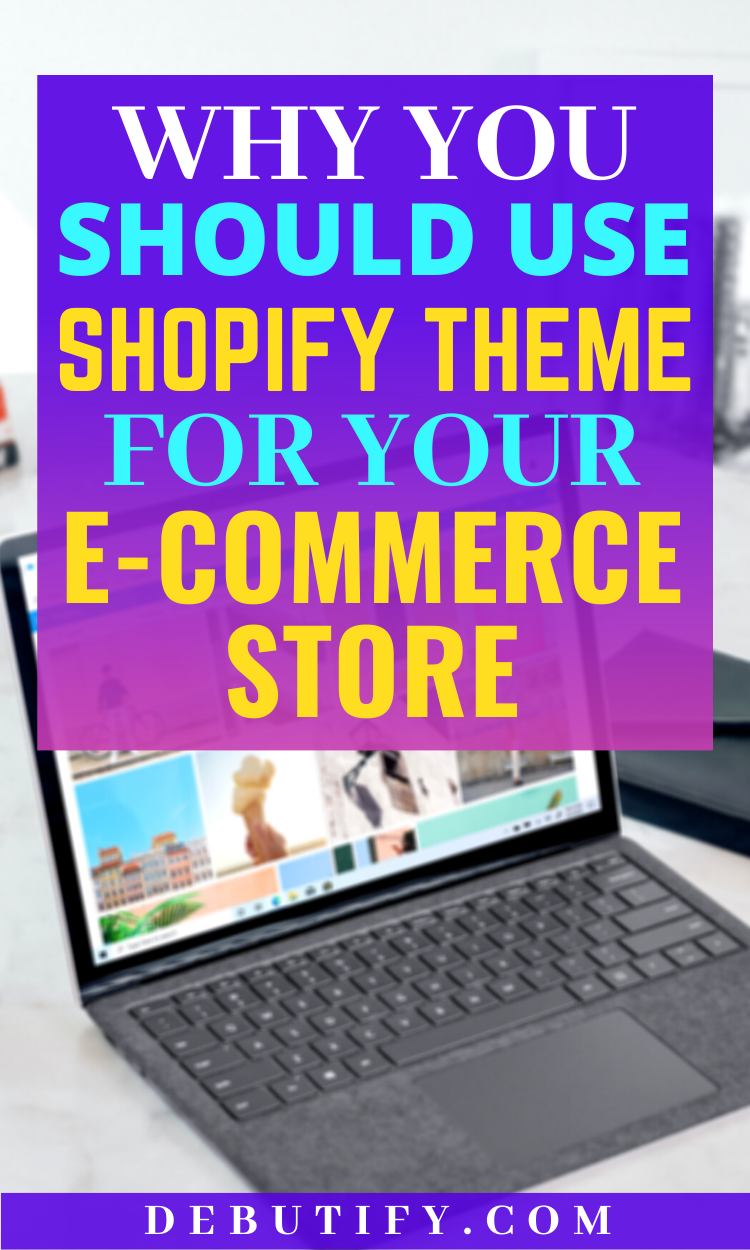 WHY YOU
SHOULD USE
SHOPIFY THEME
FOR YOUR
E-COMMERCE
STORE
DEBUTIFY.COM